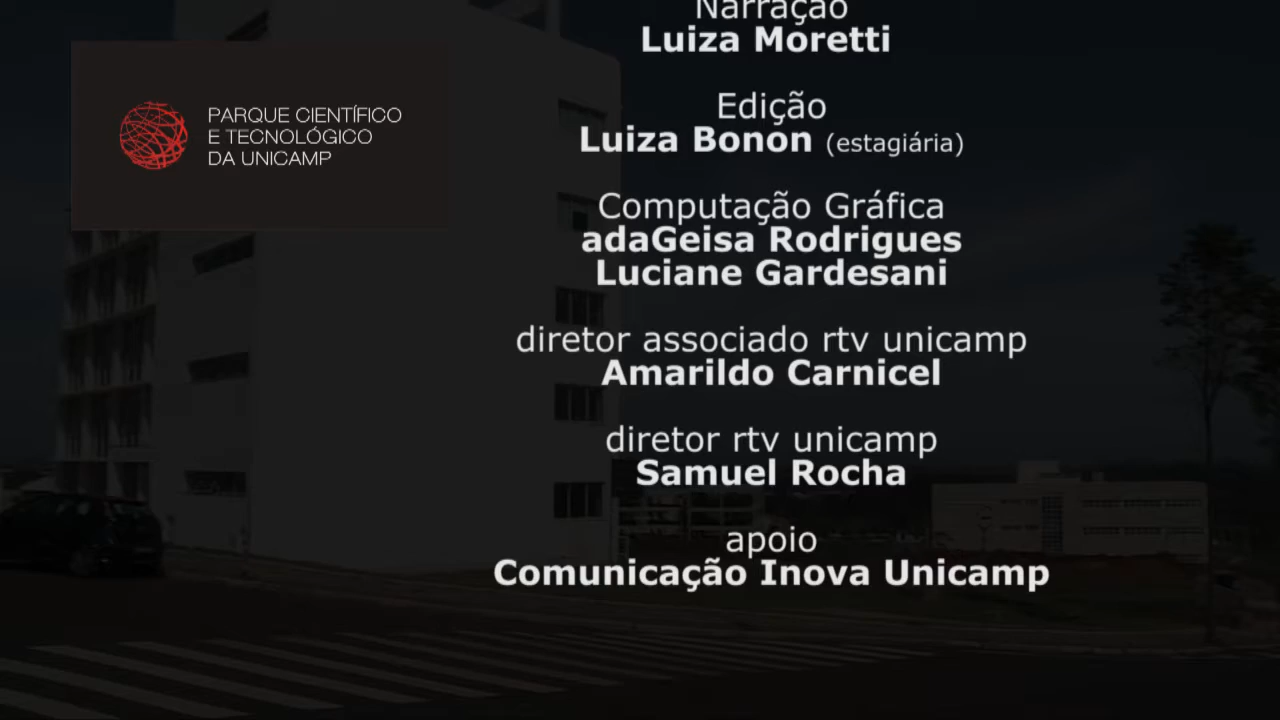 PARQUE CIENTÍFICO
E TECNOLÓGICO
DA UNICAMP
Narração
Luiza Moretti
Edição
Luiza Bonon (estagiária)
Computação Gráfica
adaGeisa Rodrigues
Luciane Gardesani
diretor associado rtv unicamp
Amarildo Carnicel
diretor rtv unicamp
Samuel Rocha
apoio
Comunicação Inova Unicamp